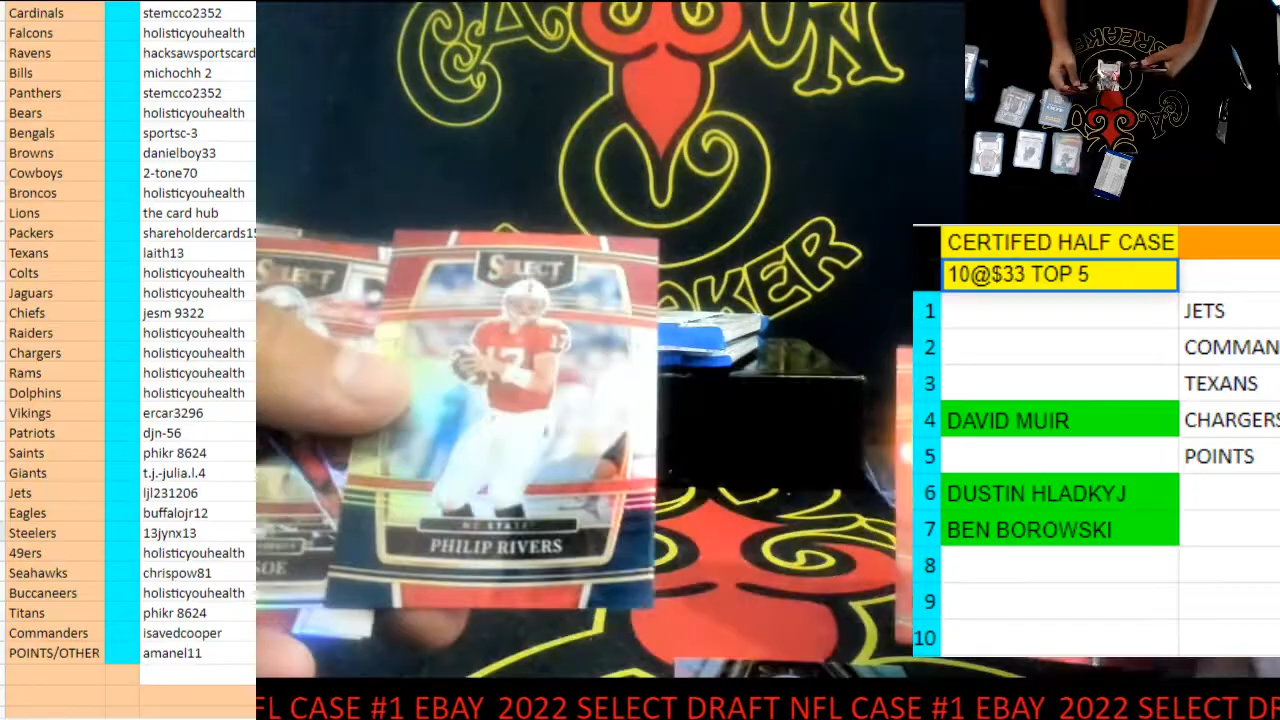 Cardinals stemcco2352
Falcons holisticyouhealth
Ravens hacksawsportscard
Bills michochh 2
Panthers stemcco2352
Bears holisticyouhealth
Bengals sportsc-3
Browns danielboy33
Cowboys 2-tone70
Broncos holisticyouhealth
Lions the card hub
Packers shareholdercards15
Texans laith13
Colts holisticyouhealth
Jaguars holisticyouhealth
Chiefs jesm 9322
Raiders holisticyouhealth
Chargers holisticyouhealth
Rams holisticyouhealth
Dolphins holisticyouhealth
Vikings ercar3296
Patriots djn-56
Saints phikr 8624
Giants t.j.-julia.l.4
Jets ljl231206
Eagles buffalojr12
Steelers 13jynx13
49ers holisticyouhealth
Seahawks chrispow81
Buccaneers holisticyouhealth
Titans phikr 8624
Commanders isavedcooper
POINTS/OTHER amanel11
SELECT
17
NC STATE
PHILIP RIVERS
SOE
CERTIFED HALF CASE
10@$33 TOP 5
1 JETS
2 COMMAN
3 TEXANS
4 DAVID MUIR CHARGERS
5 POINTS
6 DUSTIN HLADKYJ
7 BEN BOROWSKI
8
9
10
FL CASE #1 EBAY 2022 SELECT DRAFT NFL CASE #1 EBAY 2022 SELECT DR